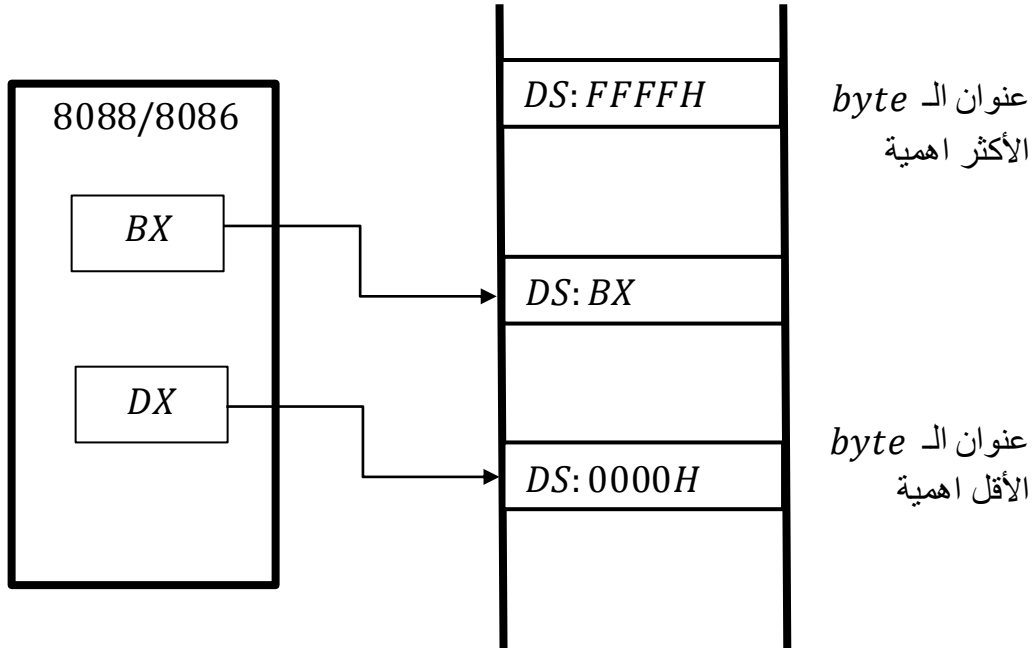 8088/8086
BX
DX
DS: FFFFH
DS: BX
DS: 0000H
عنوان الـ byte
الأكثر اهمية
عنوان الـ byte
الأقل اهمية